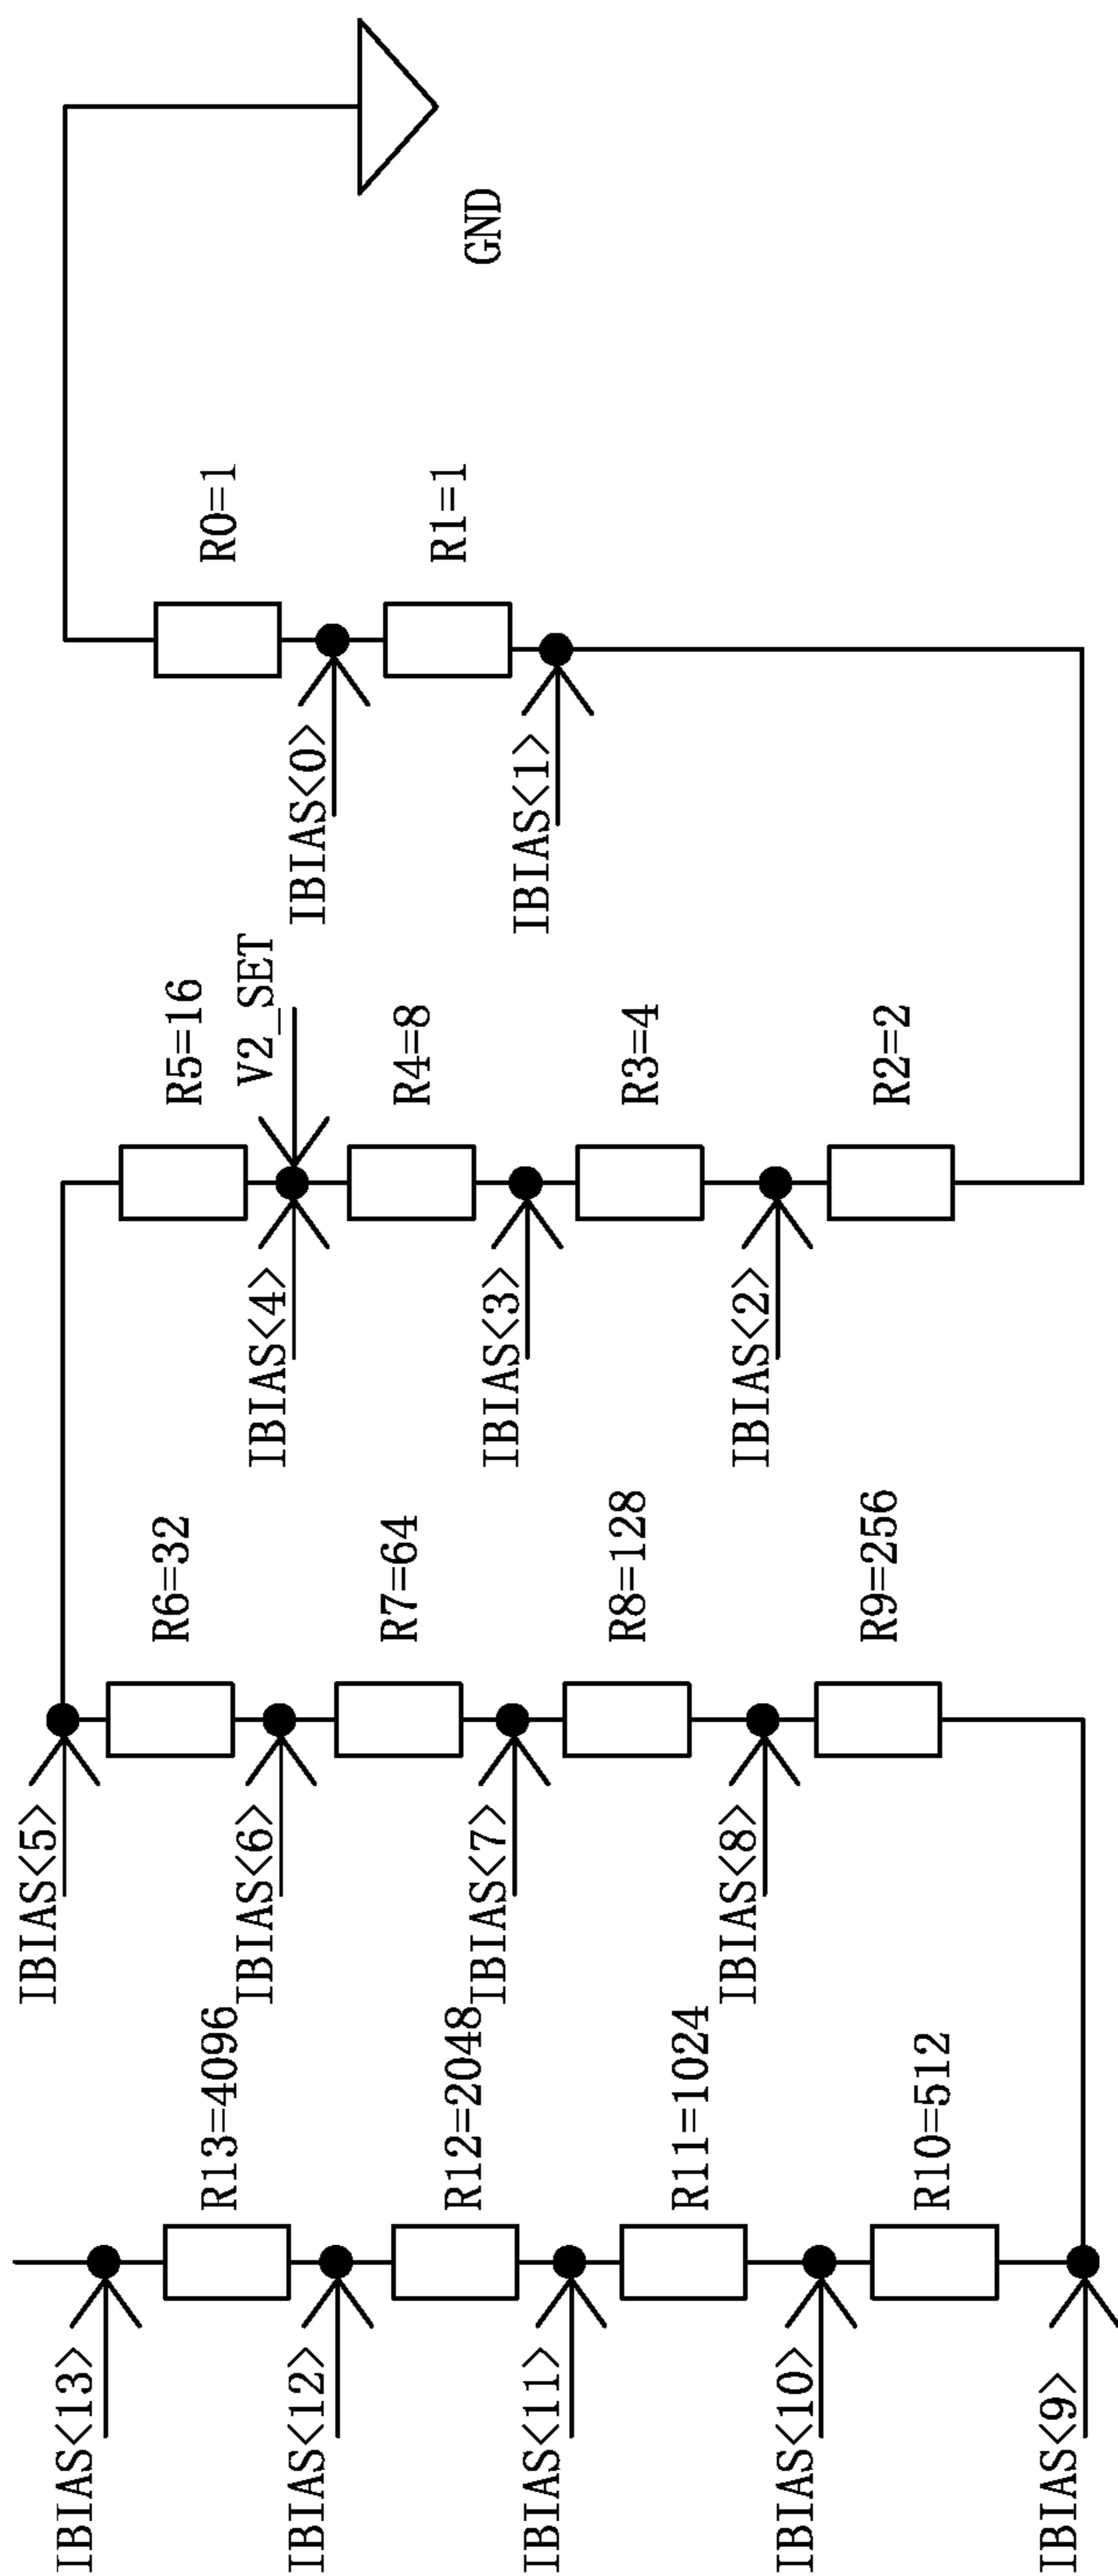 IBIAS<13>
R13=4096
IBIAS<12>
R12=2048
IBIAS<11>
R11=1024
IBIAS<10>
R10=512
IBIAS<9>
IBIAS<5>
R6=32
IBIAS<6>
R7=64
IBIAS<7>
R8=128
IBIAS<8>
R9=256
R5=16
V2_SET
IBIAS<4>
R4=8
IBIAS<3>
R3=4
IBIAS<2>
R2=2
R0=1
IBIAS<0>
R1=1
IBIAS<1>
GND